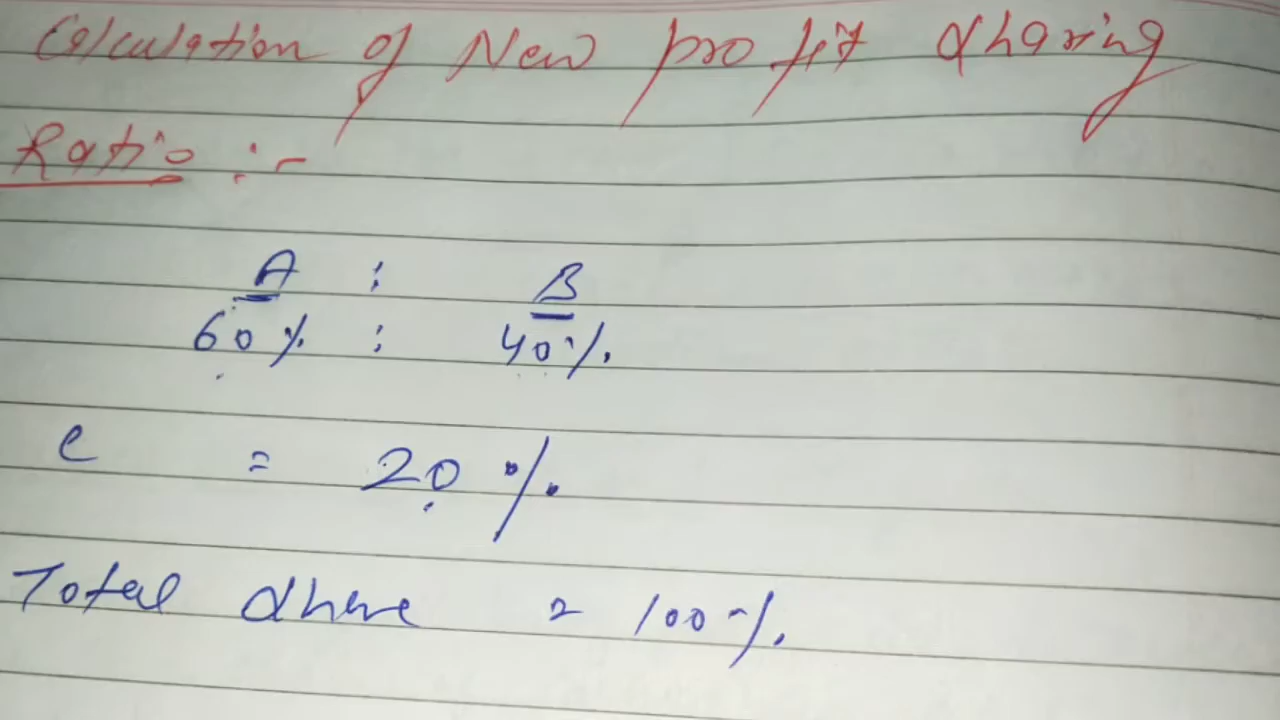 Calculation of New profit sharing
Ratio :-
A : B
60% : 40%.
C = 20%.
Total share = 100%.